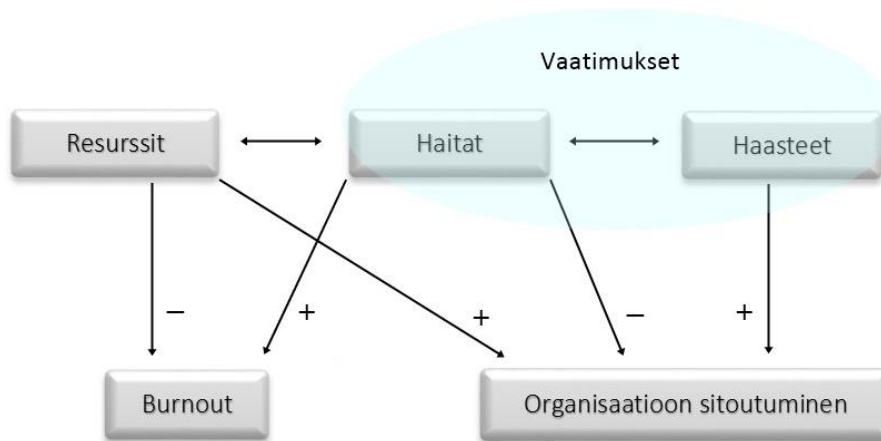 Vaatimukset
Resurssit
Haitat
Haasteet
–
+
+
–
+
Burnout
Organisaatioon sitoutuminen